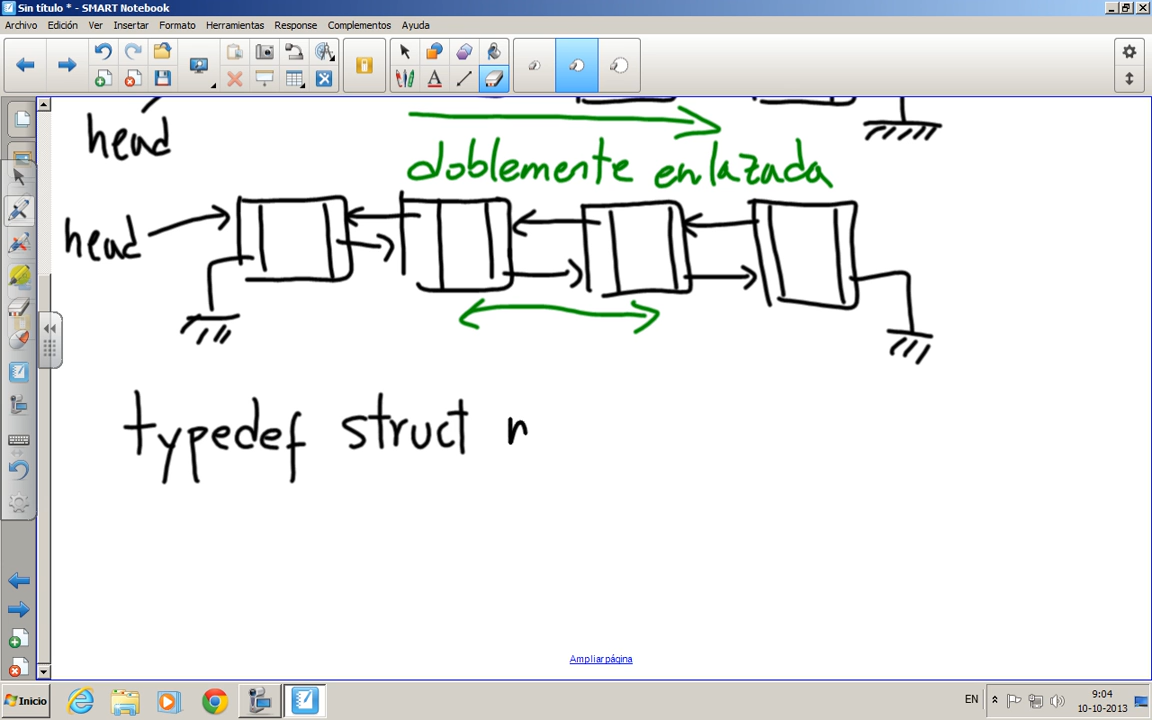 Sin título * - SMART Notebook
Archivo Edición Ver Insertar Formato Herramientas Response Complementos Ayuda
head
doblemente enlazada
head
typedef struct n
Ampliar página
Inicio
EN
9:04
10-10-2013